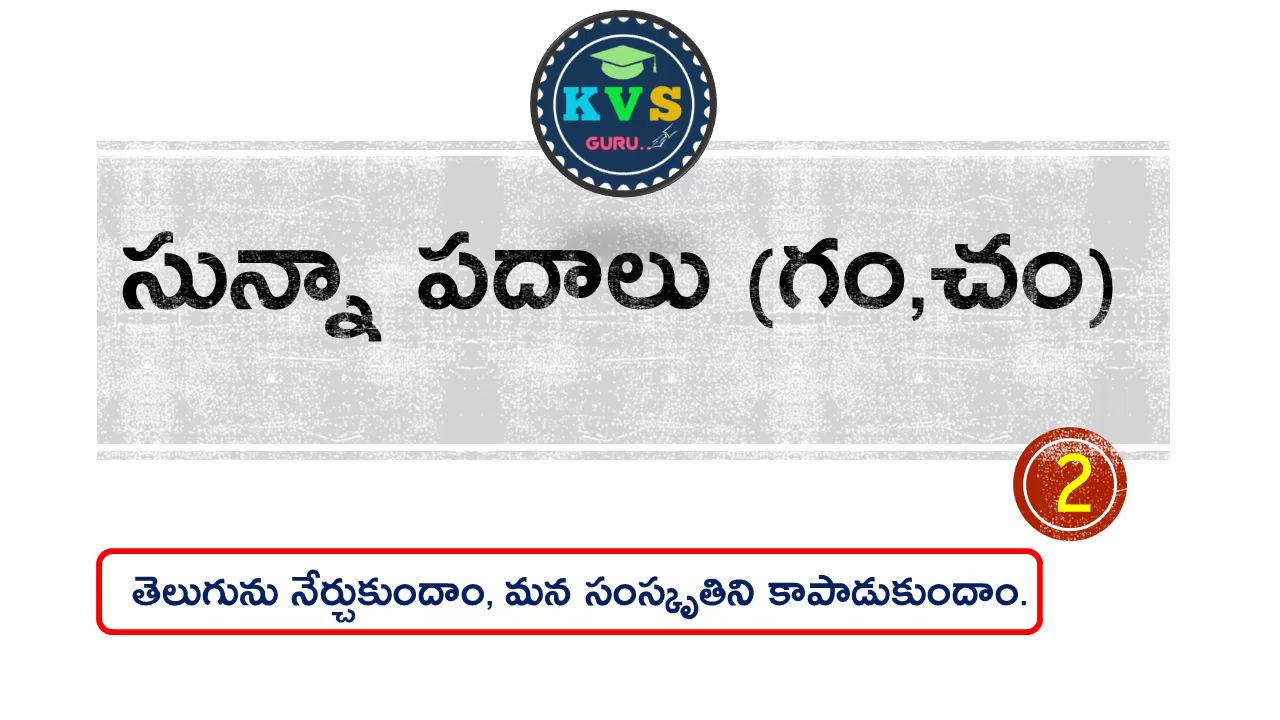 KVS
GURU..
సున్నా పదాలు (గం,చం)
2
తెలుగును నేర్చుకుందాం, మన సంస్కృతిని కాపాడుకుందాం.